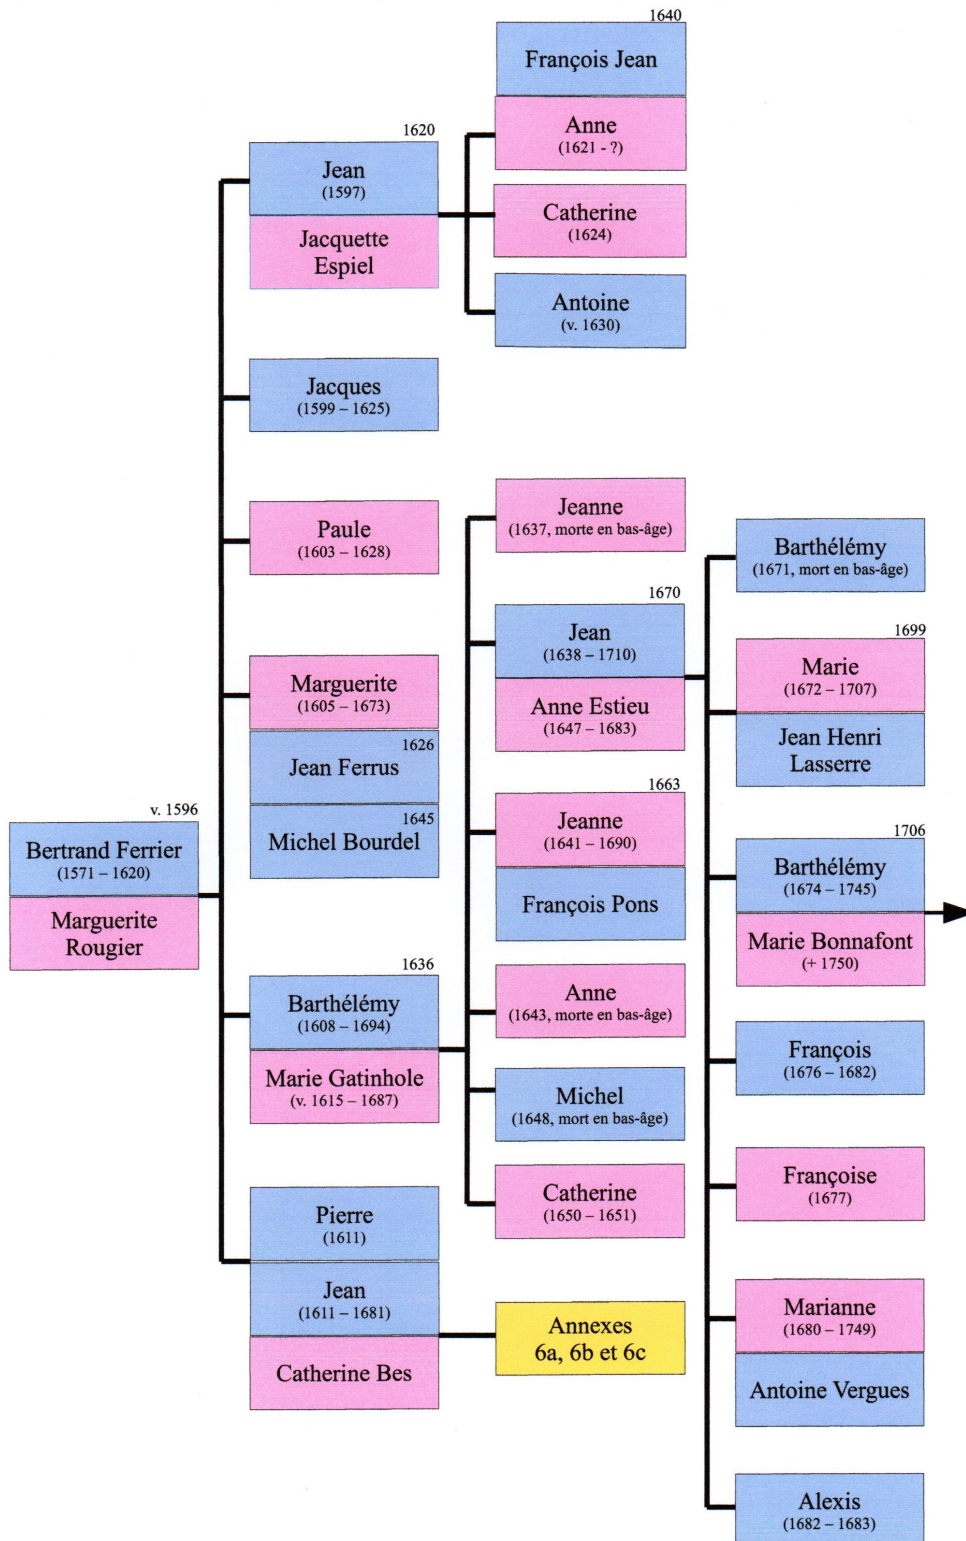 v. 1596
Bertrand Ferrier
(1571 – 1620)
Marguerite
Rougier
1620
Jean
(1597)
Jacquette
Espiel
Jacques
(1599 – 1625)
Paule
(1603 – 1628)
Marguerite
(1605 – 1673)
1626
Jean Ferrus
1645
Michel Bourdel
1636
Barthélémy
(1608 – 1694)
Marie Gatinhole
(v. 1615 – 1687)
Pierre
(1611)
Jean
(1611 – 1681)
Catherine Bes
1640
François Jean
Anne
(1621 - ?)
Catherine
(1624)
Antoine
(v. 1630)
Jeanne
(1637, morte en bas-âge)
1670
Jean
(1638 – 1710)
Anne Estieu
(1647 – 1683)
1663
Jeanne
(1641 – 1690)
François Pons
Anne
(1643, morte en bas-âge)
Michel
(1648, mort en bas-âge)
Catherine
(1650 – 1651)
Annexes
6a, 6b et 6c
Barthélémy
(1671, mort en bas-âge)
1699
Marie
(1672 – 1707)
Jean Henri
Lasserre
1706
Barthélémy
(1674 – 1745)
Marie Bonnafont
(+ 1750)
François
(1676 – 1682)
Françoise
(1677)
Marianne
(1680 – 1749)
Antoine Vergues
Alexis
(1682 – 1683)